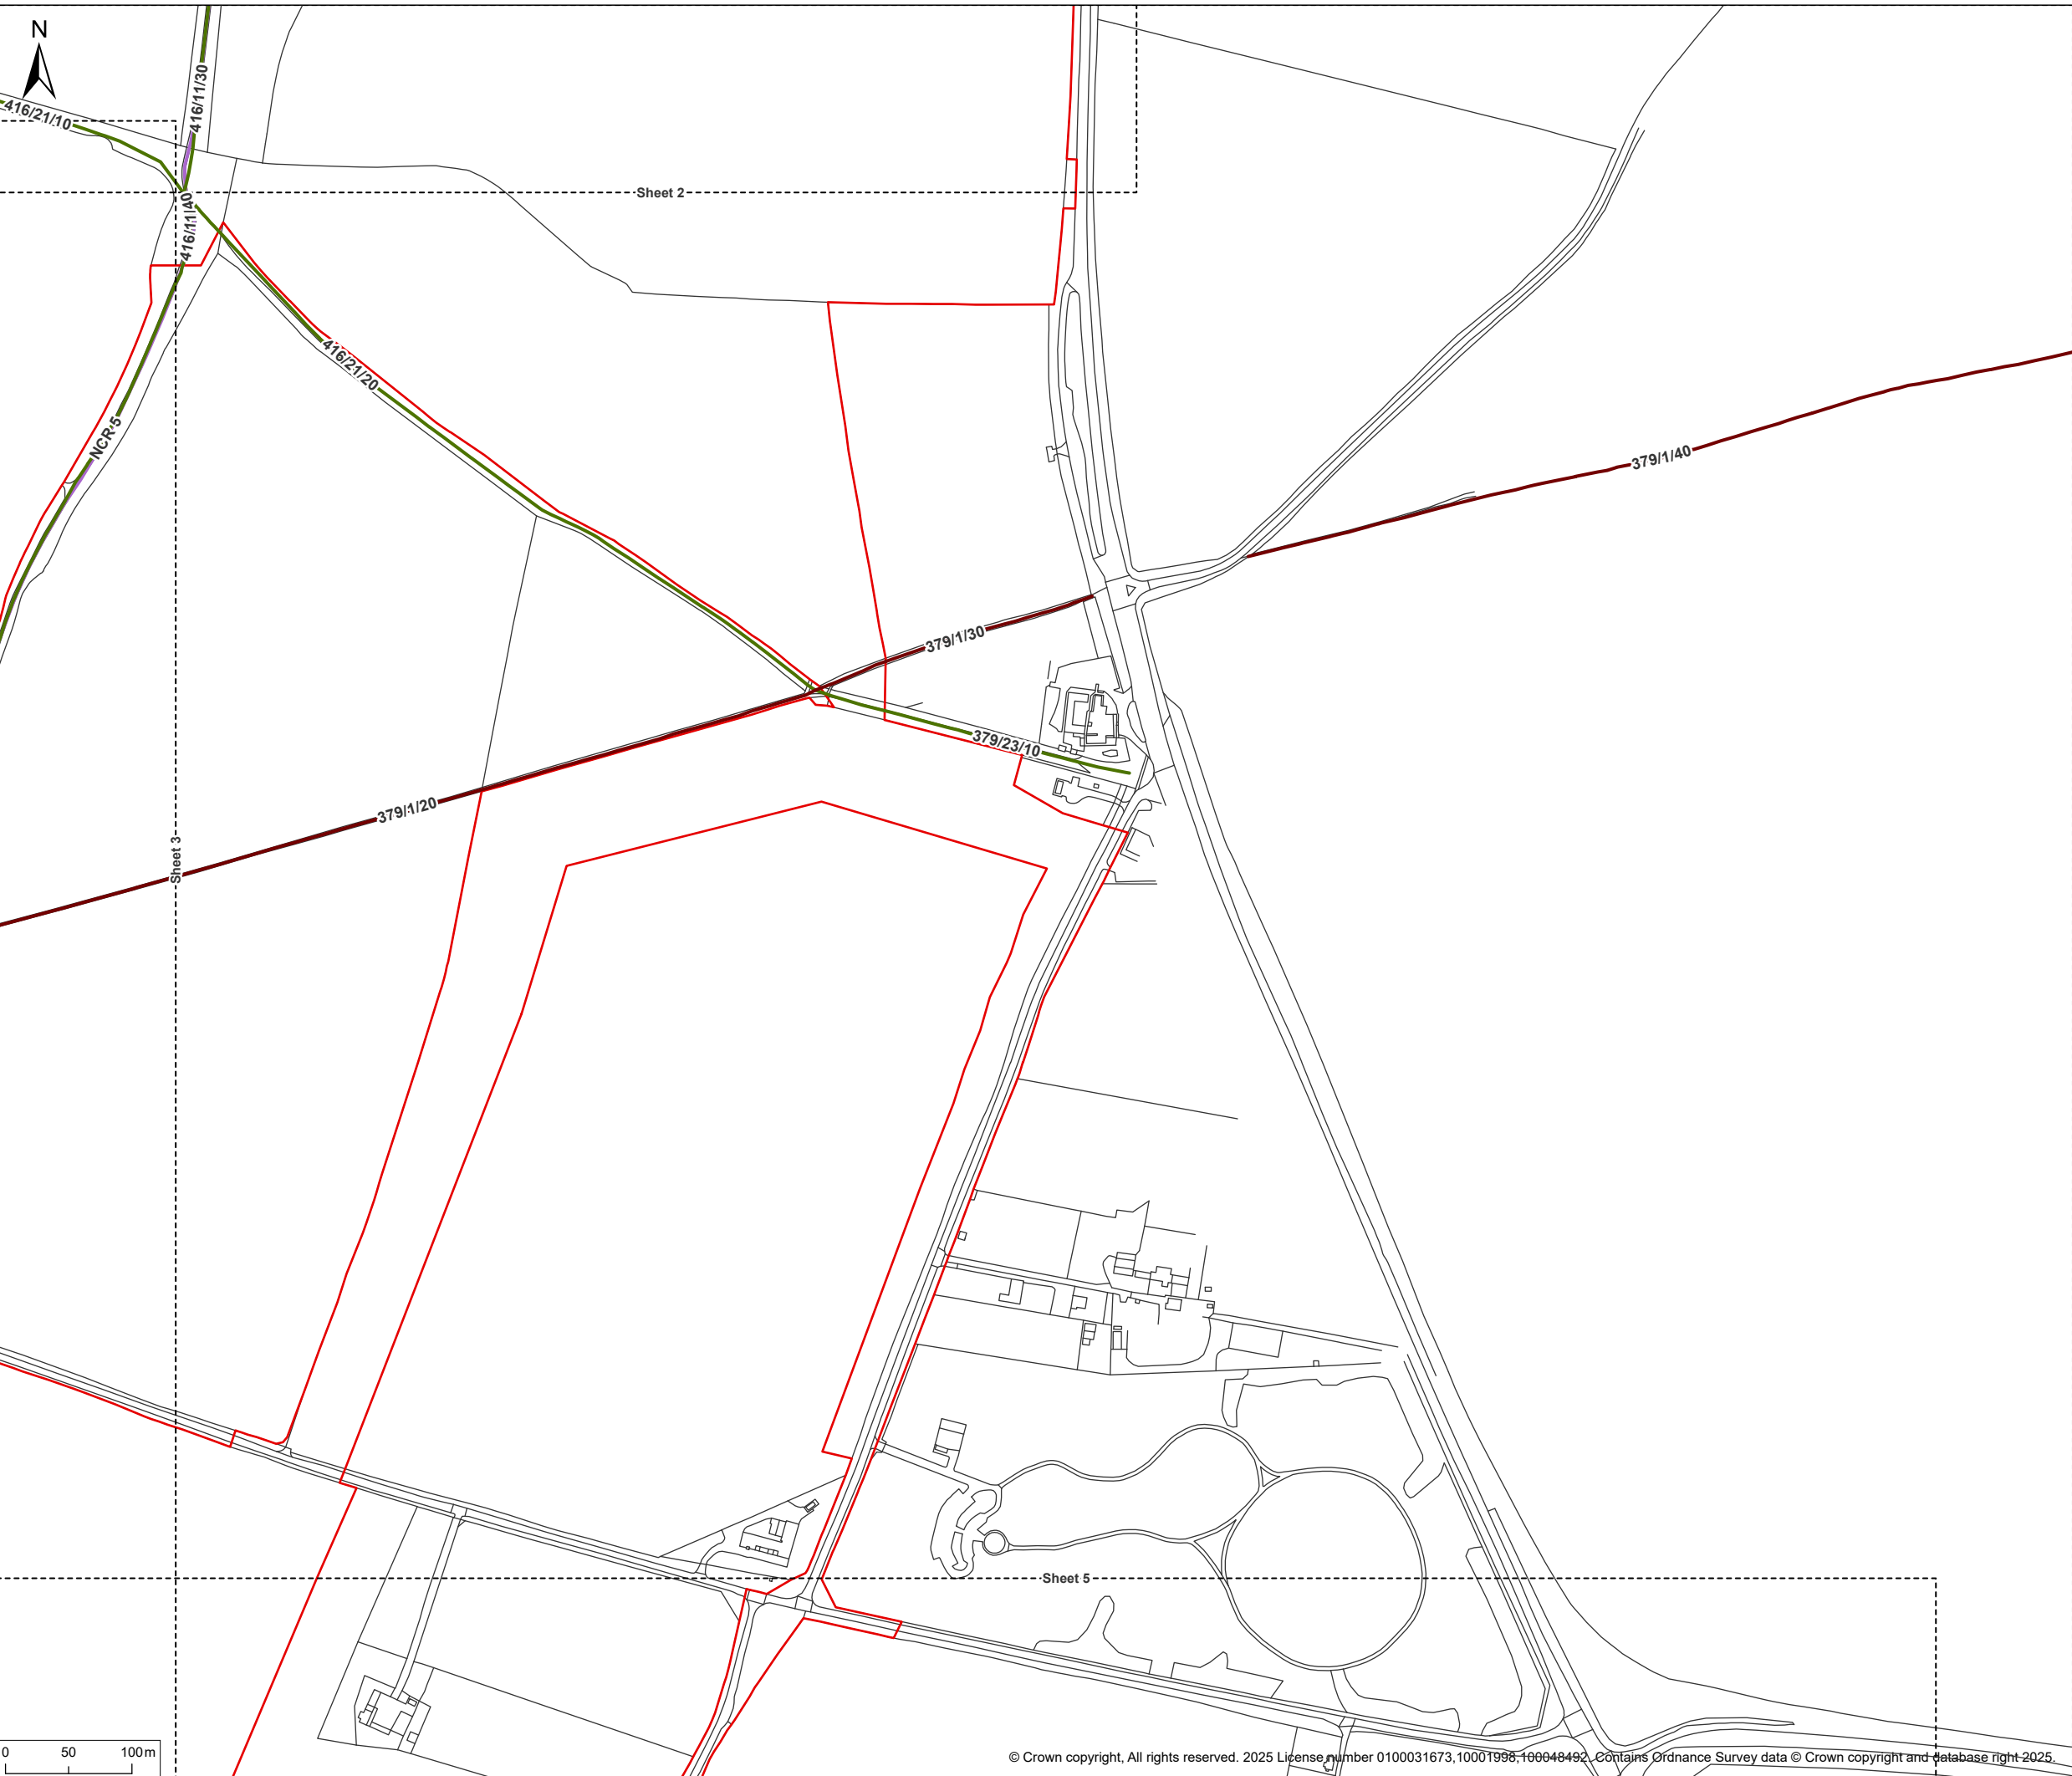 N
416/11/30
416/21/10
Sheet 2
416/1/40
416/21/20
NCR 5
379/1/40
379/1/30
379/23/10
379/1/20
Sheet 3
Sheet 5
0 50 100m
© Crown copyright, All rights reserved. 2025 License number 0100031673,10001998,100048492. Contains Ordnance Survey data © Crown copyright and database right 2025.